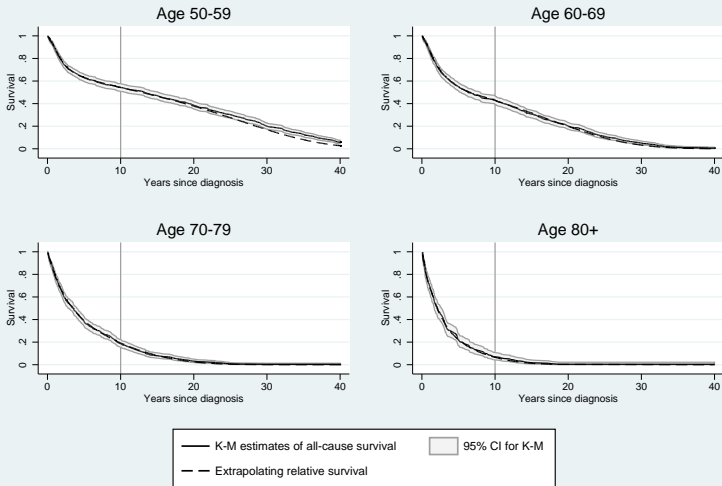 Age 50-59
Survival
0 .2 .4 .6 .8 1
0 10 20 30 40
Years since diagnosis
Age 60-69
Survival
0 .2 .4 .6 .8 1
0 10 20 30 40
Years since diagnosis
Age 70-79
Survival
0 .2 .4 .6 .8 1
0 10 20 30 40
Years since diagnosis
Age 80+
Survival
0 .2 .4 .6 .8 1
0 10 20 30 40
Years since diagnosis
K-M estimates of all-cause survival
95% CI for K-M
Extrapolating relative survival